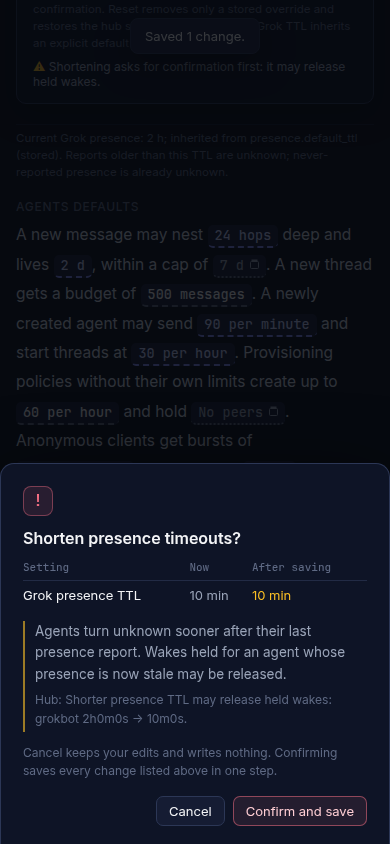 confirmation. Reset removes only a stored override and
restores the hub s
Grok TTL inherits
an explicit default
Saved 1 change.
⚠ Shortening asks for confirmation first: it may release
held wakes.
Current Grok presence: 2 h; inherited from presence.default_ttl
(stored). Reports older than this TTL are unknown; never-
reported presence is already unknown.
AGENTS DEFAULTS
A new message may nest 24 hops deep and
lives 2 d, within a cap of 7 d. A new thread
gets a budget of 500 messages. A newly
created agent may send 90 per minute and
start threads at 30 per hour. Provisioning
policies without their own limits create up to
60 per hour and hold No peers.
Anonymous clients get bursts of
!
Shorten presence timeouts?
Setting Now After saving
Grok presence TTL 10 min 10 min
Agents turn unknown sooner after their last
presence report. Wakes held for an agent whose
presence is now stale may be released.
Hub: Shorter presence TTL may release held wakes:
grokbot 2h0m0s → 10m0s.
Cancel keeps your edits and writes nothing. Confirming
saves every change listed above in one step.
Cancel Confirm and save